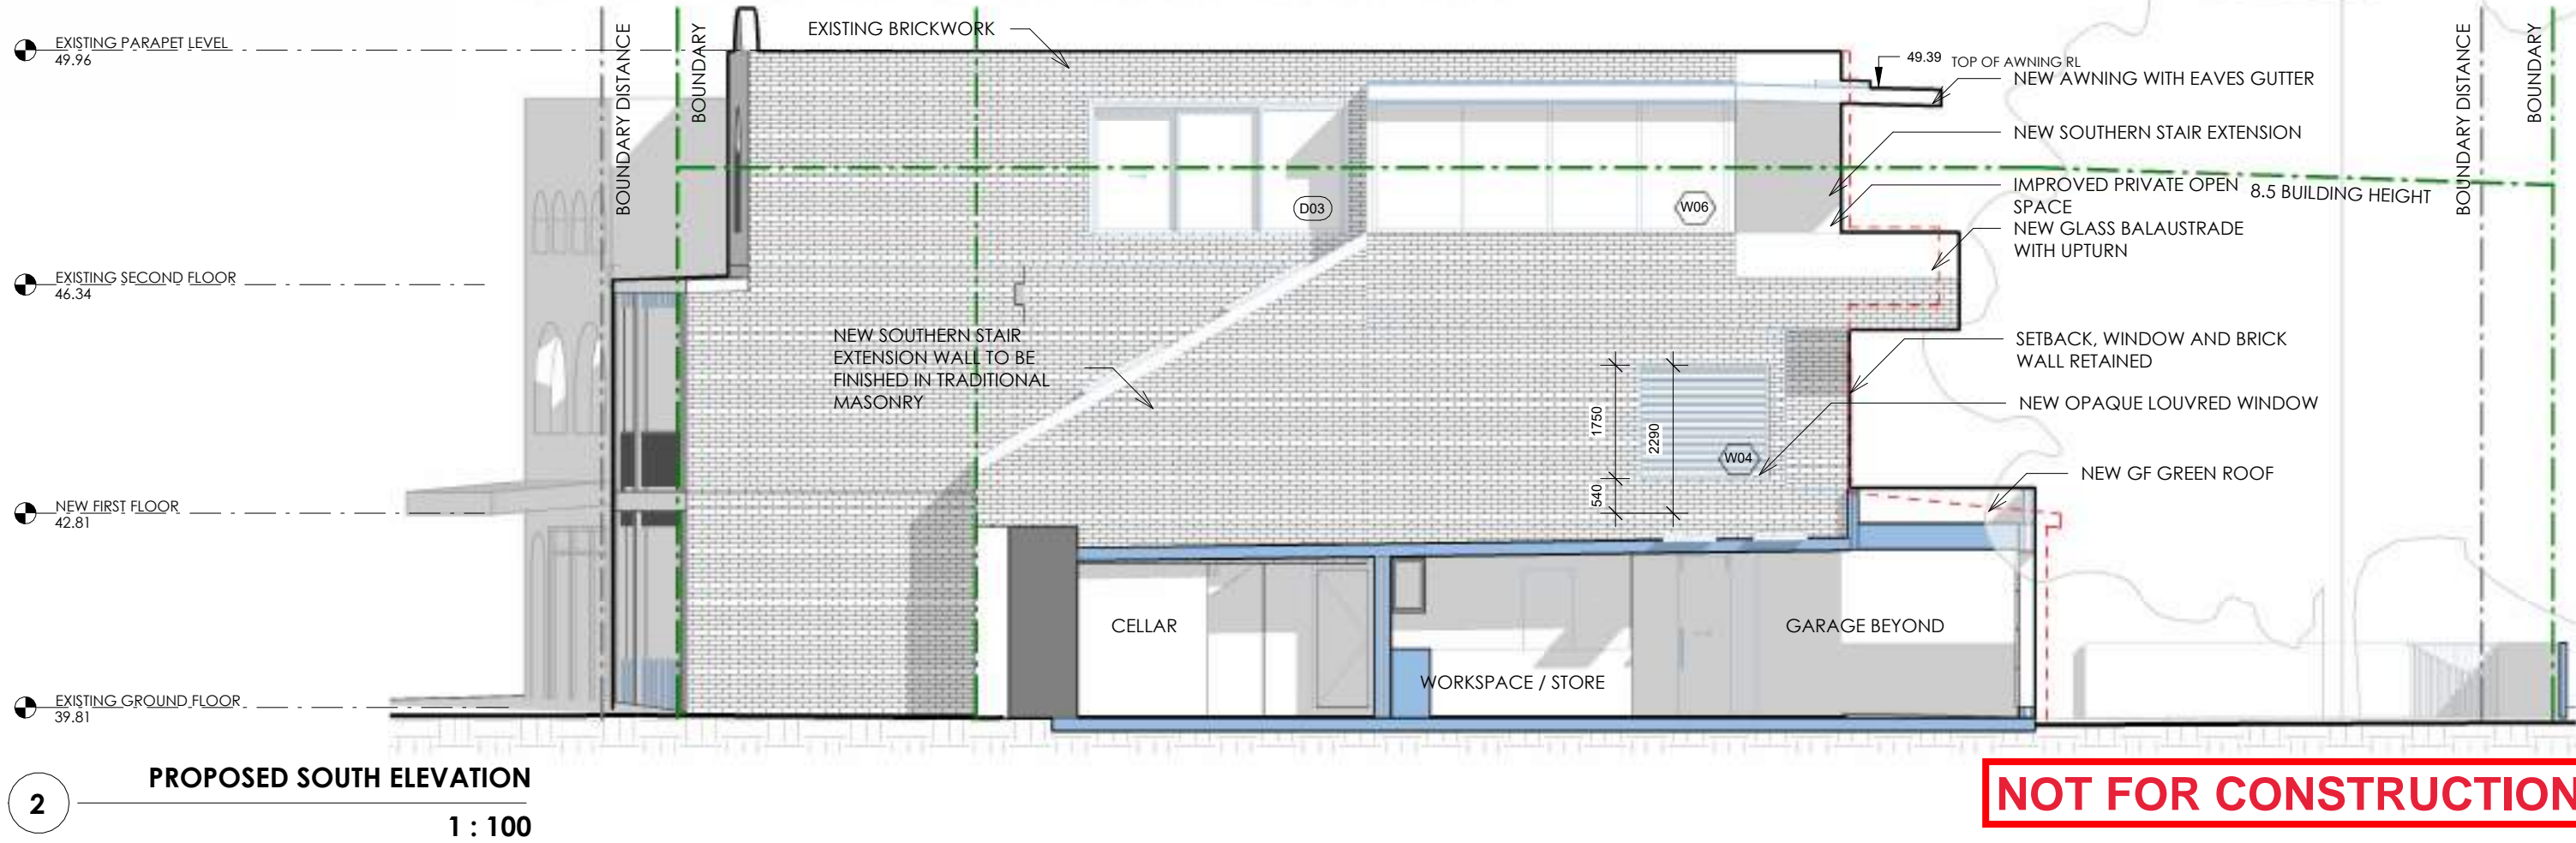 EXISTING PARAPET LEVEL
49.96
BOUNDARY DISTANCE
BOUNDARY
EXISTING BRICKWORK
49.39 TOP OF AWNING RL
NEW AWNING WITH EAVES GUTTER
NEW SOUTHERN STAIR EXTENSION
IMPROVED PRIVATE OPEN
SPACE
8.5 BUILDING HEIGHT
NEW GLASS BALAUSTRADE
WITH UPTURN
BOUNDARY DISTANCE
BOUNDARY
D03
W06
EXISTING SECOND FLOOR
46.34
NEW SOUTHERN STAIR
EXTENSION WALL TO BE
FINISHED IN TRADITIONAL
MASONRY
SETBACK, WINDOW AND BRICK
WALL RETAINED
NEW OPAQUE LOUVRED WINDOW
1750
2290
540
W04
NEW GF GREEN ROOF
NEW FIRST FLOOR
42.81
CELLAR
WORKSPACE / STORE
GARAGE BEYOND
EXISTING GROUND FLOOR
39.81
2
PROPOSED SOUTH ELEVATION
1 : 100
NOT FOR CONSTRUCTION